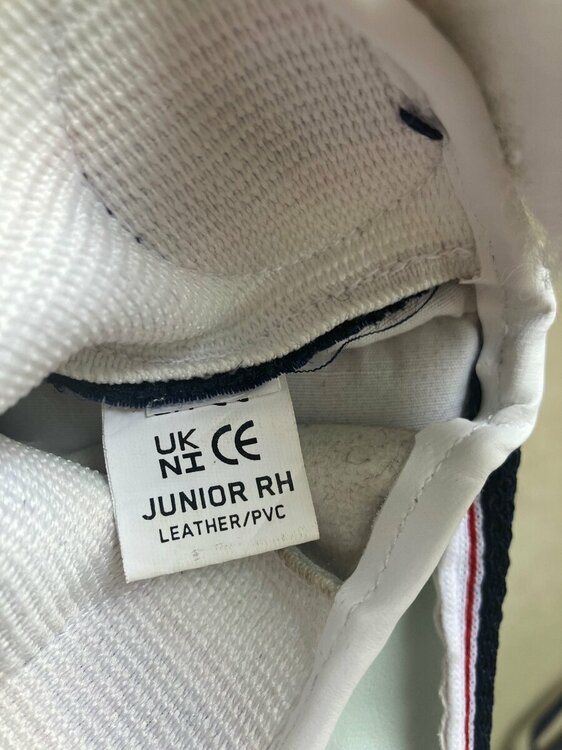 UK CE
NI
JUNIOR RH
LEATHER/PVC